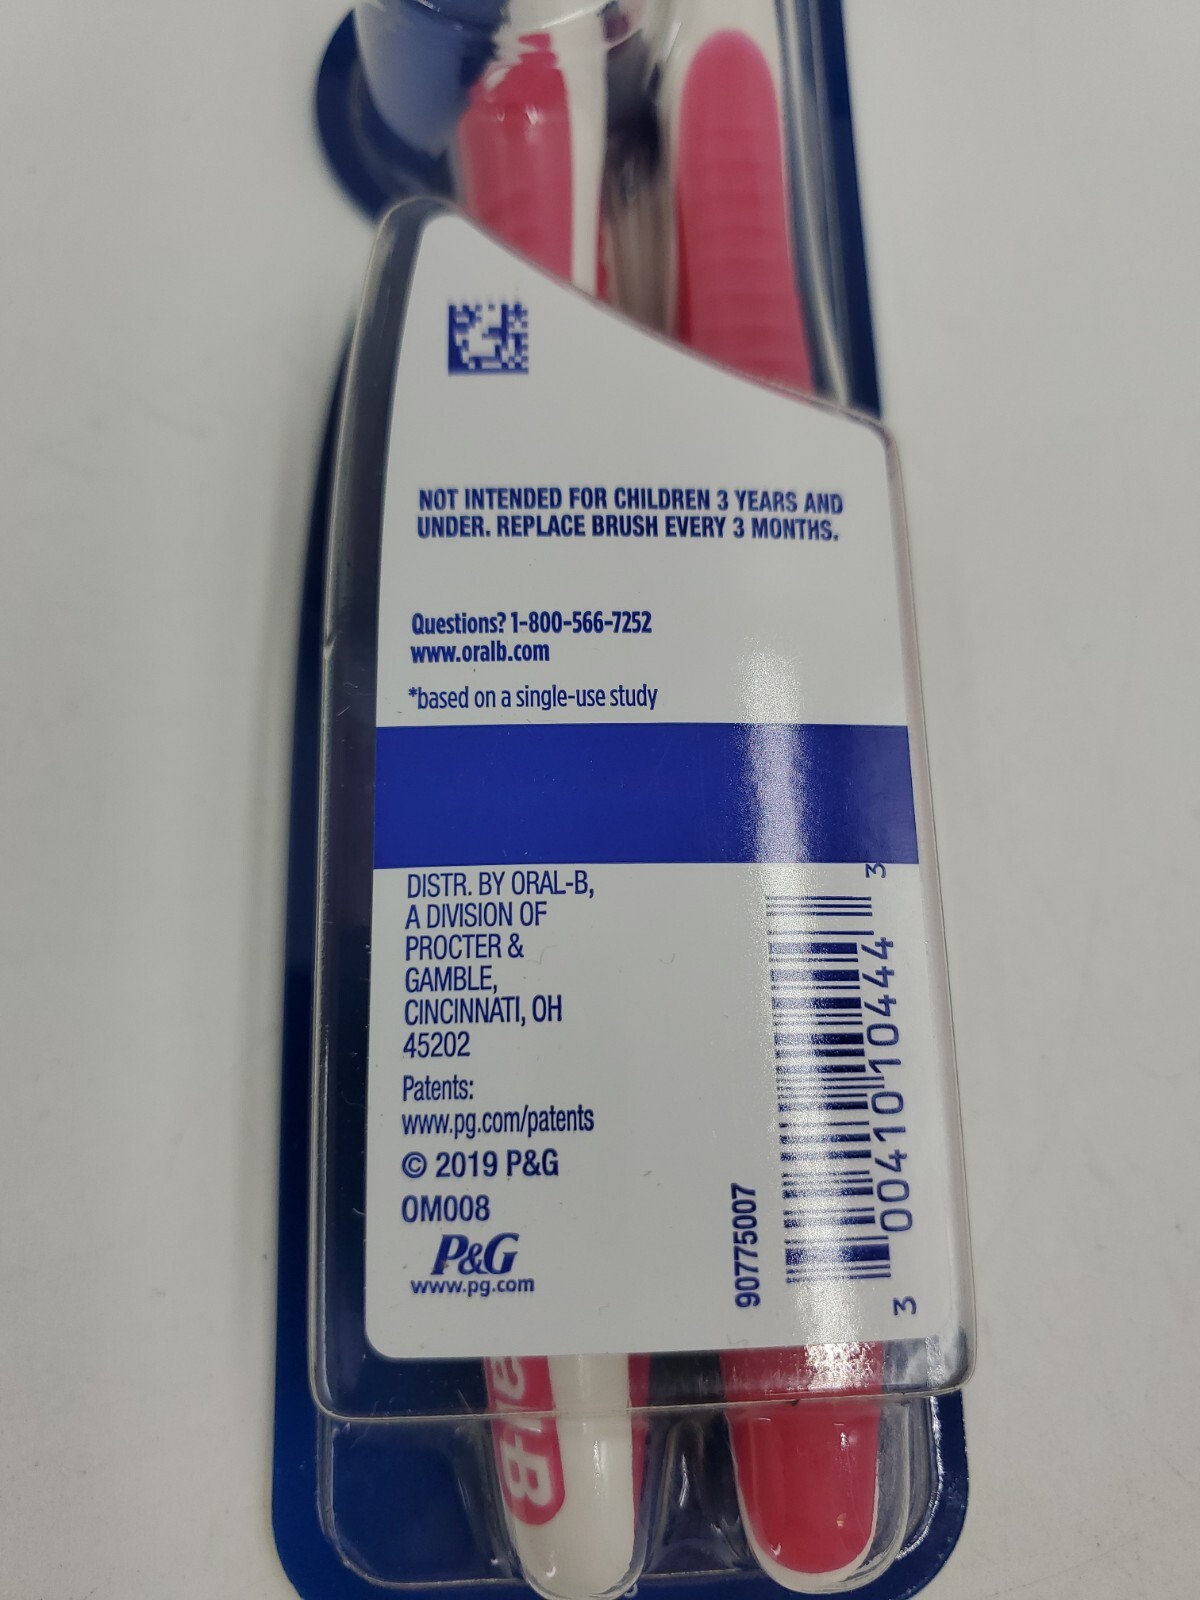 NOT INTENDED FOR CHILDREN 3 YEARS AND
UNDER. REPLACE BRUSH EVERY 3 MONTHS.
Questions? 1-800-566-7252
www.oralb.com
*based on a single-use study
DISTR. BY ORAL-B,
A DIVISION OF
PROCTER &
GAMBLE,
CINCINNATI, OH
45202
Patents:
www.pg.com/patents
© 2019 P&G
OM008
P&G
www.pg.com
90775007
3 00410 10444 3